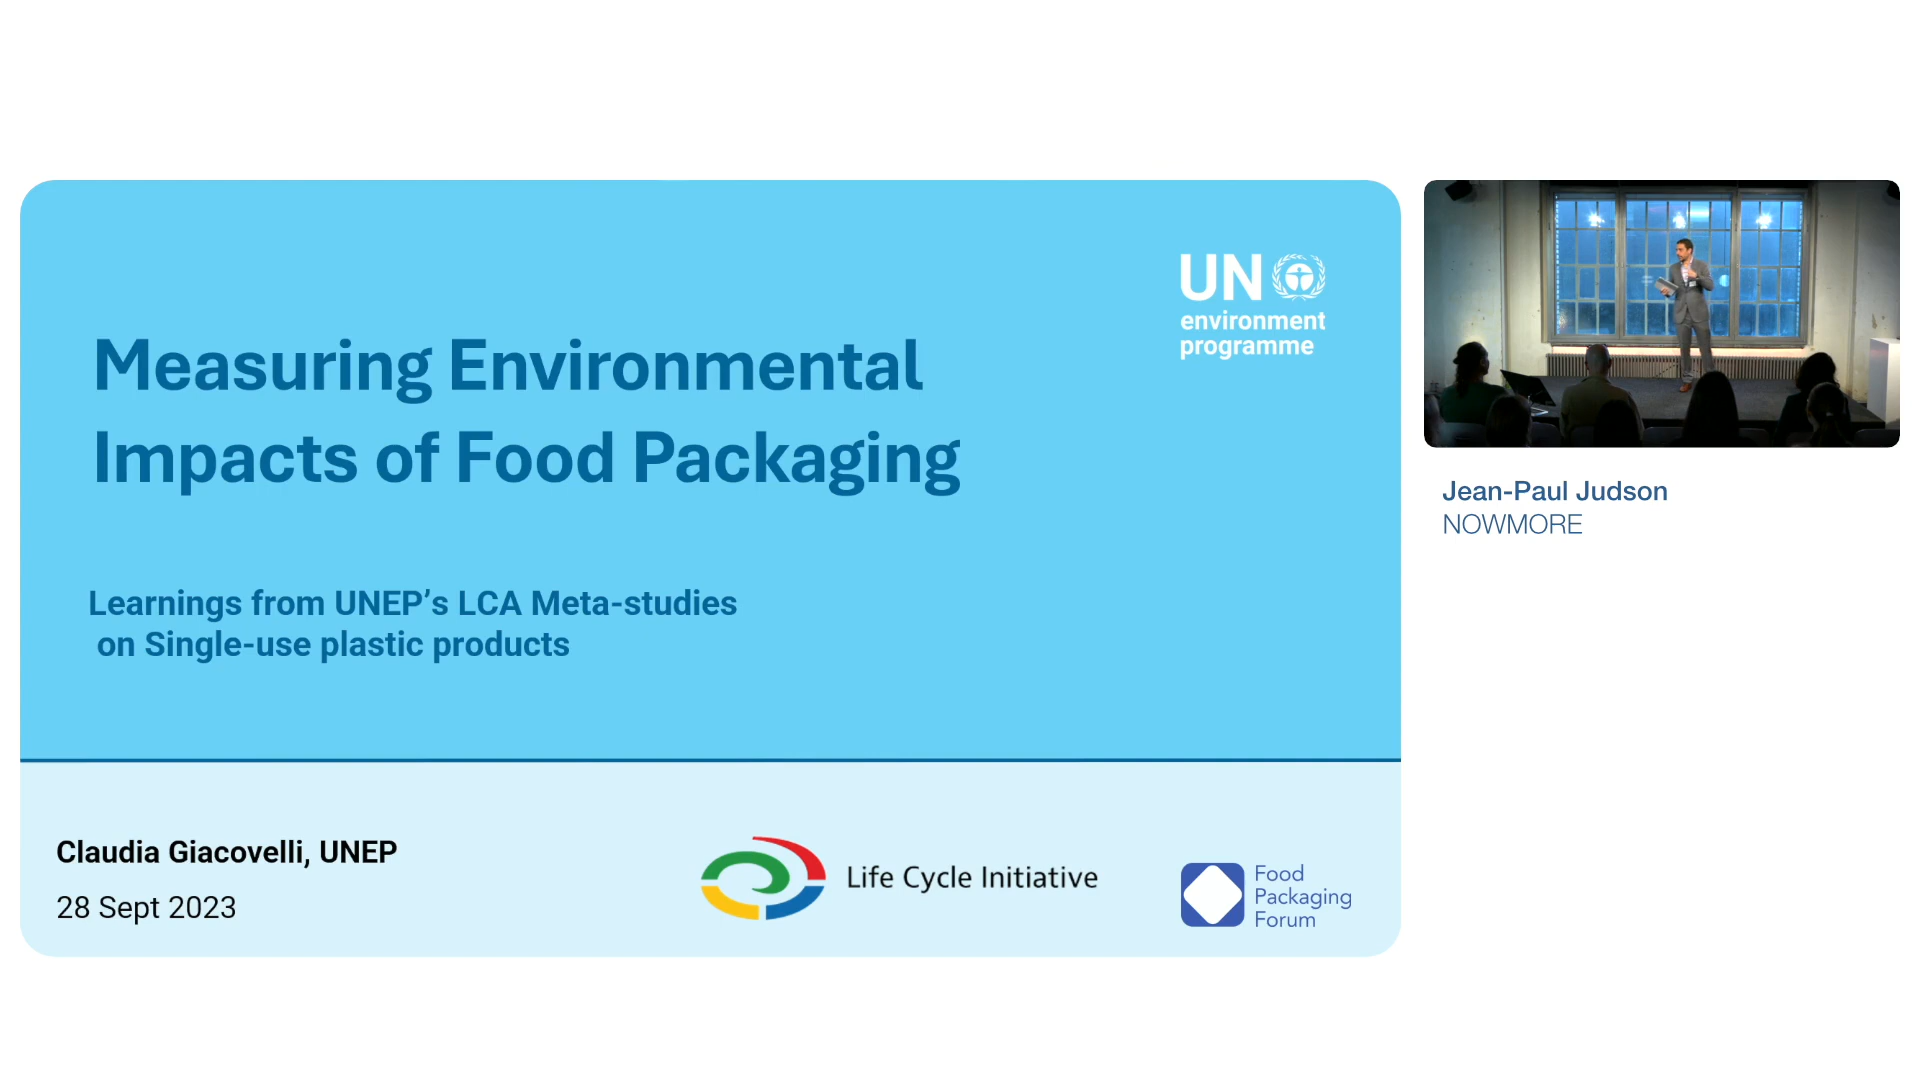 UN
environment
programme
Measuring Environmental
Impacts of Food Packaging
Learnings from UNEP’s LCA Meta-studies
on Single-use plastic products
Claudia Giacovelli, UNEP
28 Sept 2023
Life Cycle Initiative
Food
Packaging
Forum
Jean-Paul Judson
NOWMORE